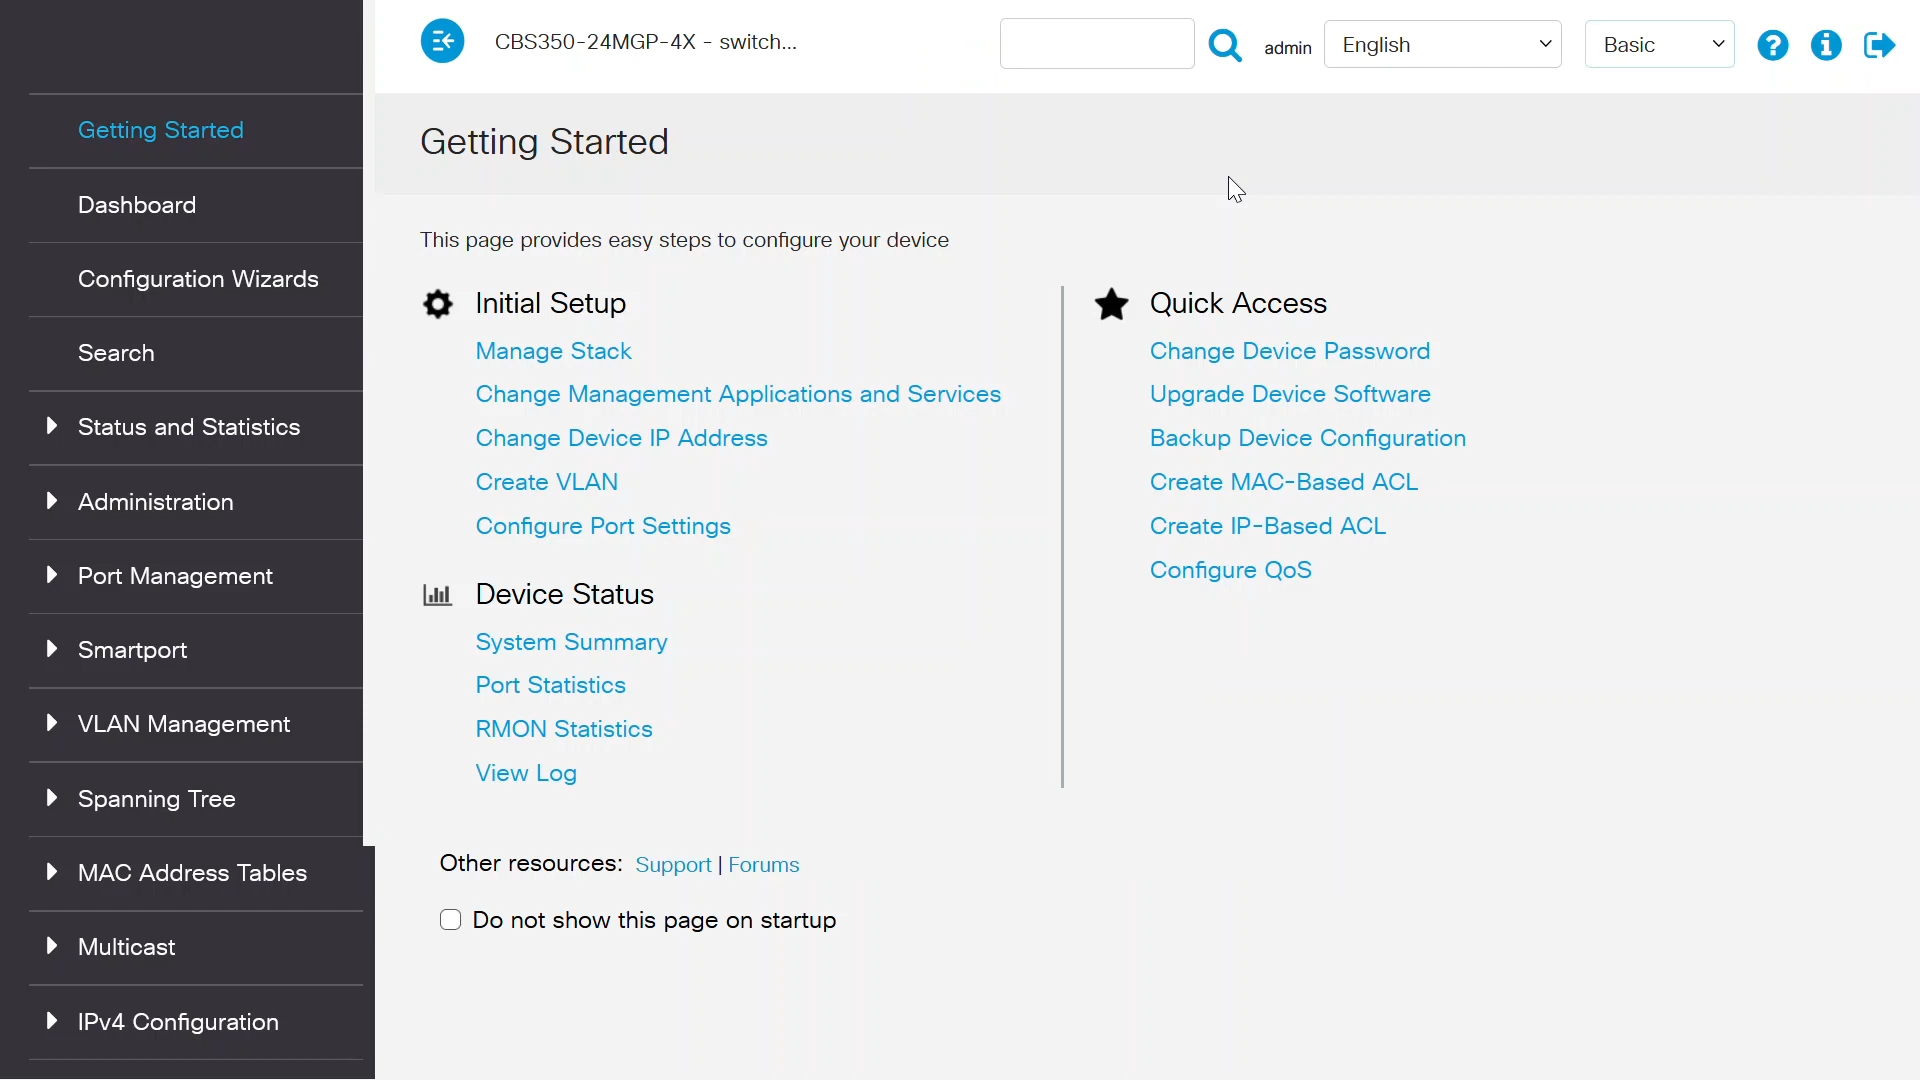 CBS350-24MGP-4X - switch...
admin
English
Basic
Getting Started
Dashboard
Configuration Wizards
Search
Status and Statistics
Administration
Port Management
Smartport
VLAN Management
Spanning Tree
MAC Address Tables
Multicast
IPv4 Configuration
Getting Started
This page provides easy steps to configure your device
Initial Setup
Manage Stack
Change Management Applications and Services
Change Device IP Address
Create VLAN
Configure Port Settings
Device Status
System Summary
Port Statistics
RMON Statistics
View Log
Quick Access
Change Device Password
Upgrade Device Software
Backup Device Configuration
Create MAC-Based ACL
Create IP-Based ACL
Configure QoS
Other resources: Support | Forums
Do not show this page on startup